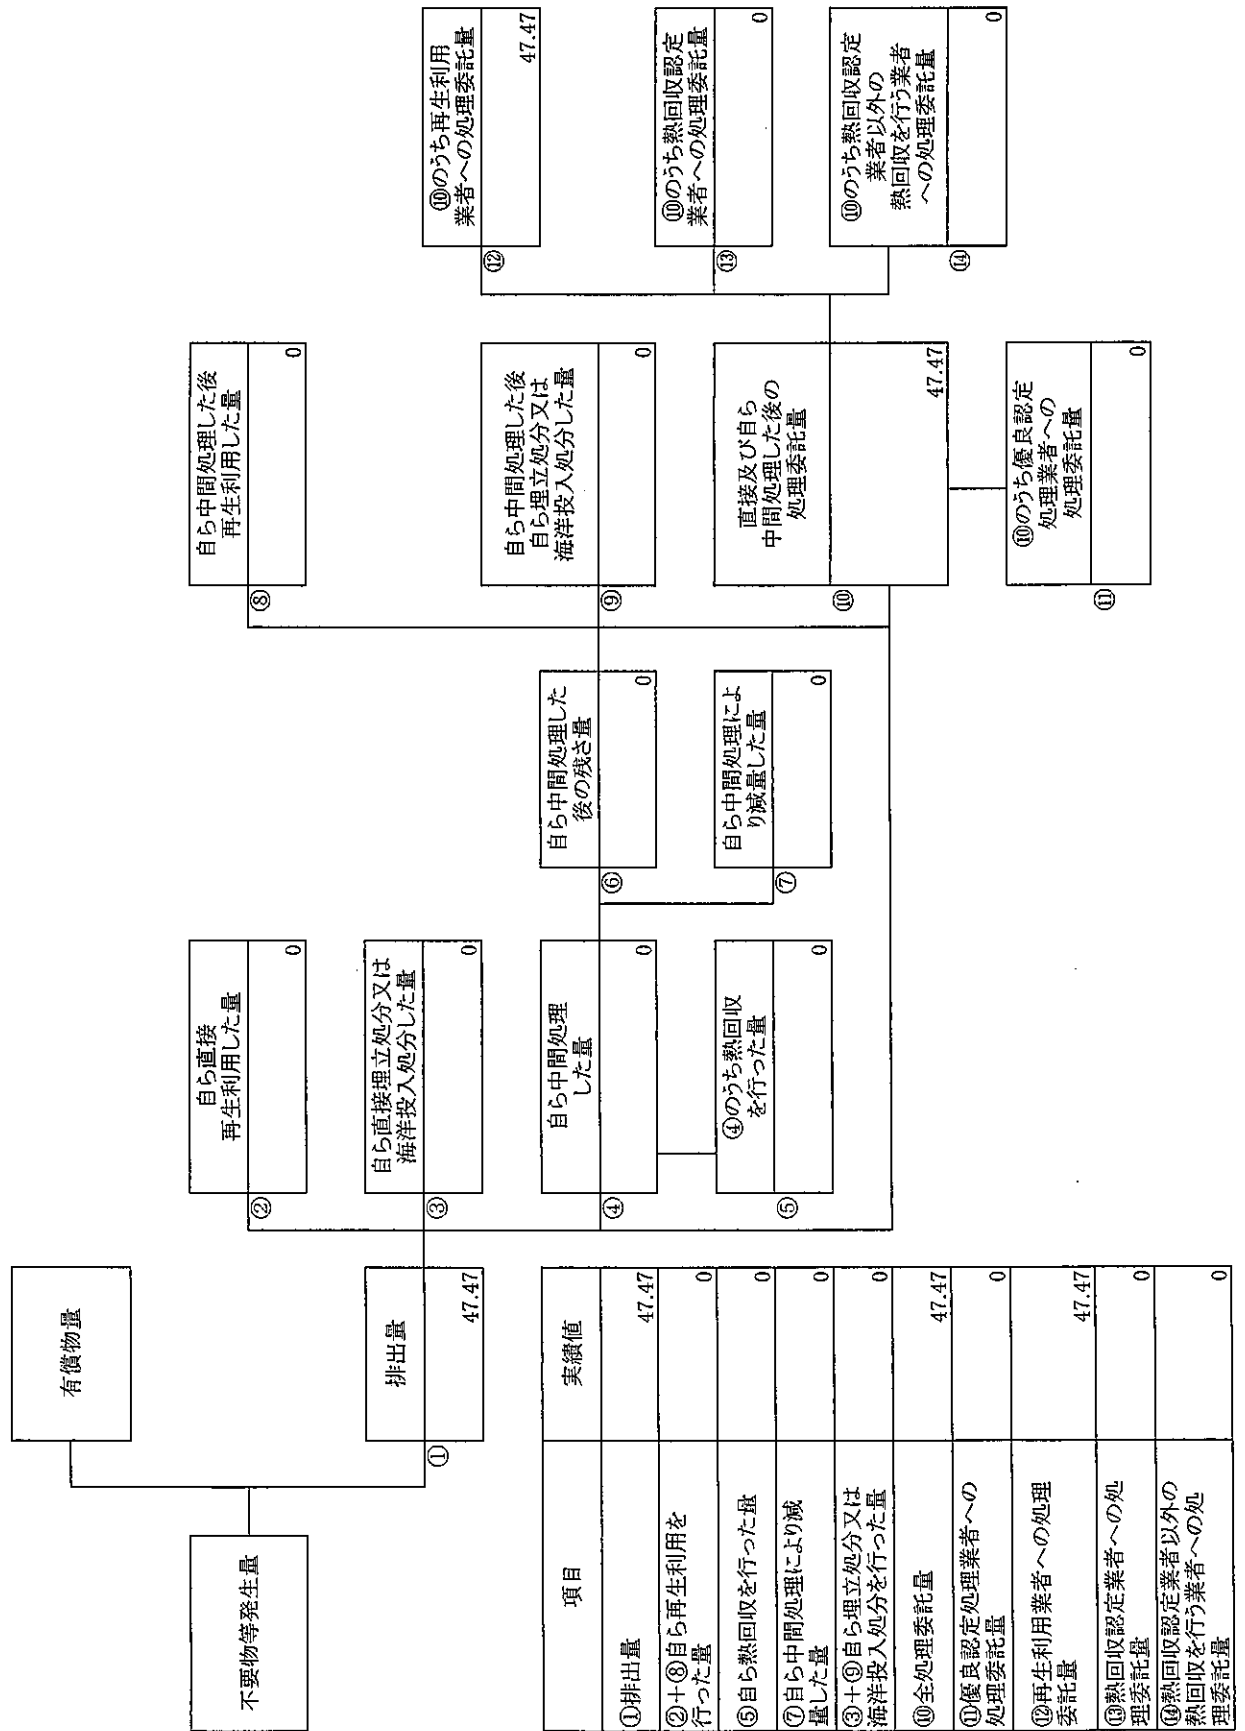 不要物等発生量
有償物量
①
排出量
47.47
②
自ら直接
再生利用した量
0
③
自ら直接埋立処分又は
海洋投入処分した量
0
④
自ら中間処理
した量
0
⑤
④のうち熱回収
を行った量
0
⑥
自ら中間処理した
後の残さ量
0
⑦
自ら中間処理によ
り減量した量
0
⑧
自ら中間処理した後
再生利用した量
0
⑨
自ら中間処理した後
自ら埋立処分又は
海洋投入処分した量
0
⑩
直接及び自ら
中間処理した後の
処理委託量
47.47
⑪
⑩のうち優良認定
処理業者への
処理委託量
0
⑫
⑩のうち再生利用
業者への処理委託量
47.47
⑬
⑩のうち熱回収認定
業者への処理委託量
0
⑭
⑩のうち熱回収認定
業者以外の
熱回収を行う業者
への処理委託量
0
項目
実績値
①排出量
47.47
②+⑧自ら再生利用を
行った量
0
⑤自ら熱回収を行った量
0
⑦自ら中間処理により減
量した量
0
③+⑨自ら埋立処分又は
海洋投入処分を行った量
0
⑩全処理委託量
47.47
⑪優良認定処理業者への
処理委託量
0
⑫再生利用業者への処理
委託量
47.47
⑬熱回収認定業者への処
理委託量
0
⑭熱回収認定業者以外の
熱回収を行う業者への処
理委託量
0